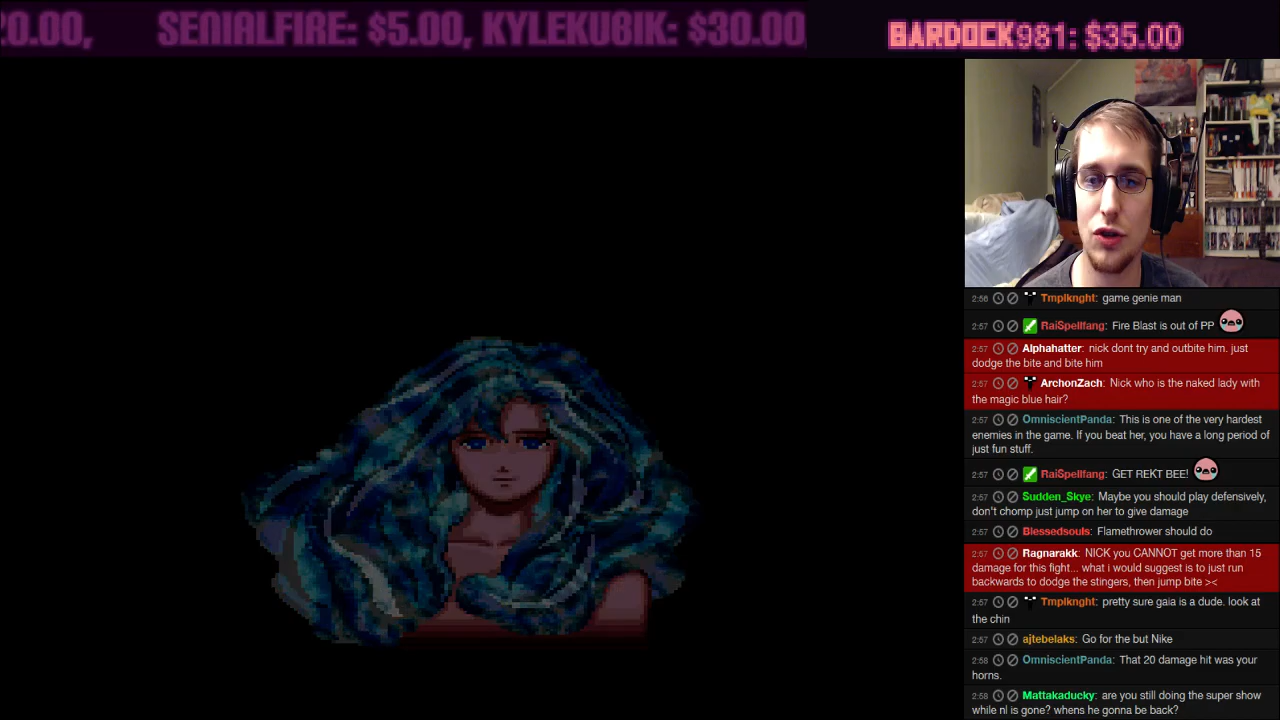 20.00, SENIALFIRE: $5.00, KYLEKUBIK: $30.00
BARDOCK981: $35.00
2:56 Tmplknght: game genie man
2:57 RaiSpellfang: Fire Blast is out of PP
2:57 Alphahatter: nick dont try and outbite him. just
dodge the bite and bite him
2:57 ArchonZach: Nick who is the naked lady with
the magic blue hair?
2:57 OmniscientPanda: This is one of the very hardest
enemies in the game. If you beat her, you have a long period of
just fun stuff.
2:57 RaiSpellfang: GET REKT BEE!
2:57 Sudden_Skye: Maybe you should play defensively,
don't chomp just jump on her to give damage
2:57 Blessedsouls: Flamethrower should do
2:57 Ragnarakk: NICK you CANNOT get more than 15
damage for this fight... what i would suggest is to just run
backwards to dodge the stingers, then jump bite ><
2:57 Tmplknght: pretty sure gaia is a dude. look at
the chin
2:57 ajtebelaks: Go for the but Nike
2:58 OmniscientPanda: That 20 damage hit was your
horns.
2:58 Mattakaducky: are you still doing the super show
while nl is gone? whens he gonna be back?